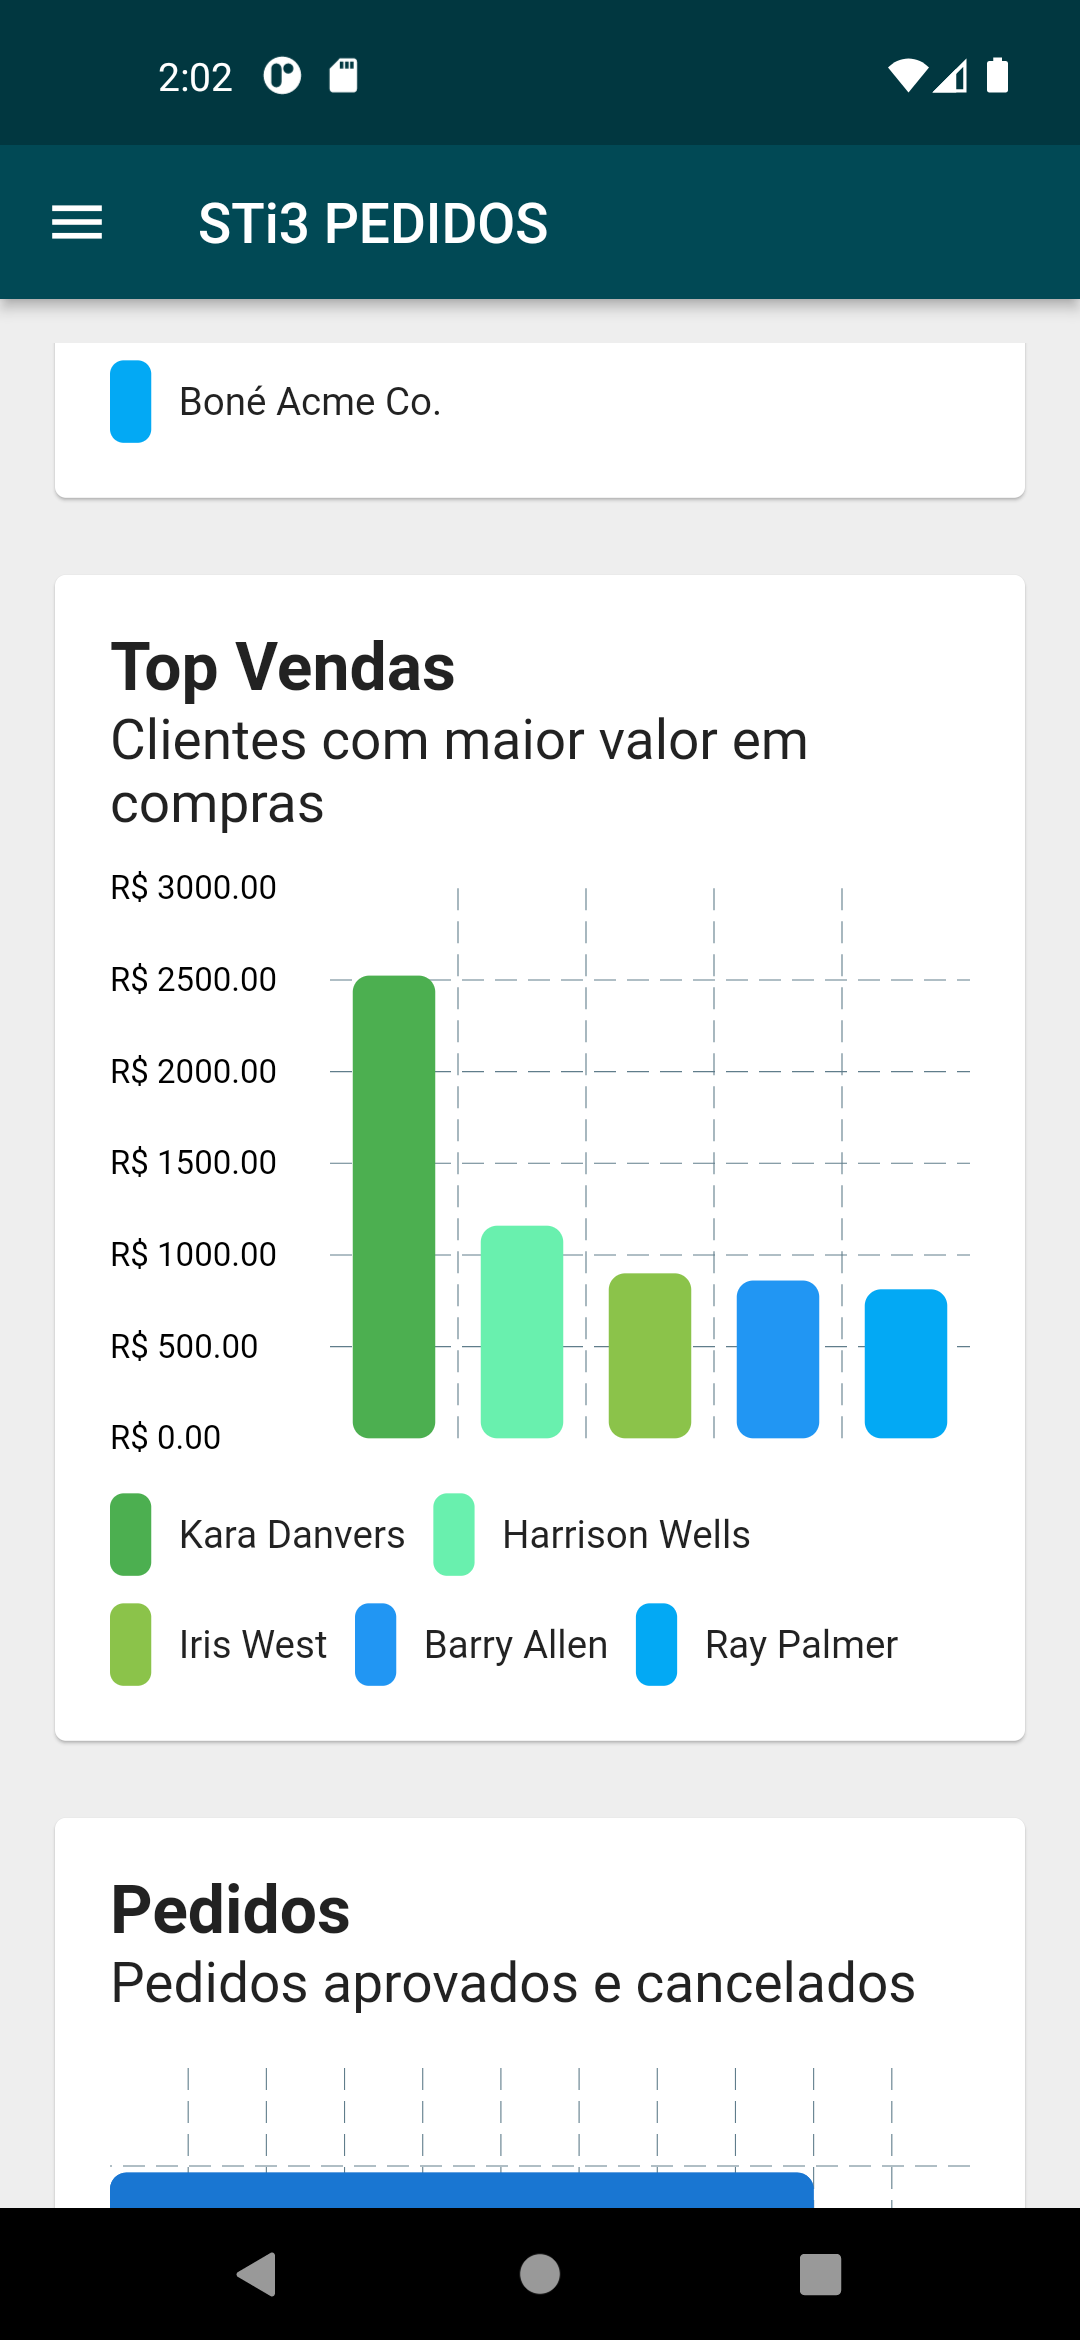 2:02
STi3 PEDIDOS
Boné Acme Co.
Top Vendas
Clientes com maior valor em
compras
R$ 3000.00
R$ 2500.00
R$ 2000.00
R$ 1500.00
R$ 1000.00
R$ 500.00
R$ 0.00
Kara Danvers Harrison Wells
Iris West Barry Allen Ray Palmer
Pedidos
Pedidos aprovados e cancelados